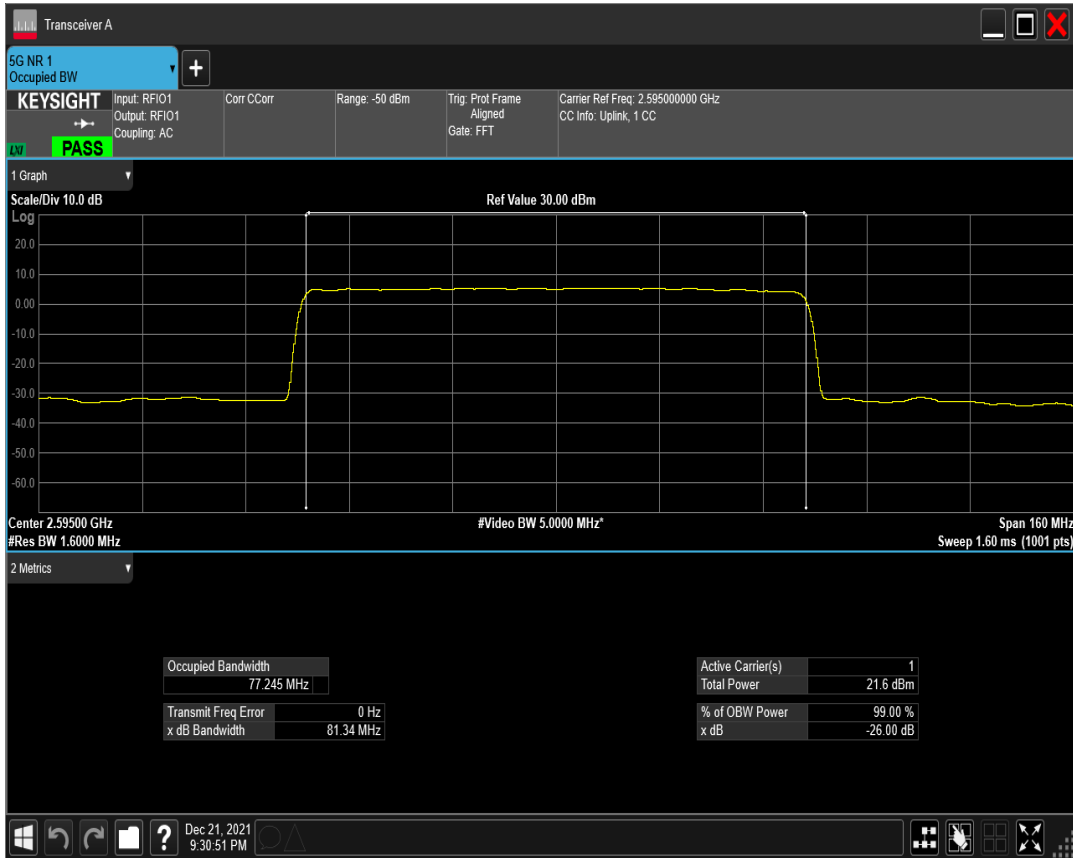 Transceiver A
5G NR 1
Occupied BW
KEYSIGHT
LXI
PASS
Input: RFIO1
Output: RFIO1
Coupling: AC
Corr CCorr
Range: -50 dBm
Trig: Prot Frame
Aligned
Gate: FFT
Carrier Ref Freq: 2.595000000 GHz
CC Info: Uplink, 1 CC
1 Graph
Scale/Div 10.0 dB
Ref Value 30.00 dBm
Log
20.0
10.0
0.00
-10.0
-20.0
-30.0
-40.0
-50.0
-60.0
Center 2.59500 GHz
#Video BW 5.0000 MHz*
Span 160 MHz
#Res BW 1.6000 MHz
Sweep 1.60 ms (1001 pts)
2 Metrics
Occupied Bandwidth
77.245 MHz
Transmit Freq Error 0 Hz
x dB Bandwidth 81.34 MHz
Active Carrier(s) 1
Total Power 21.6 dBm
% of OBW Power 99.00 %
x dB -26.00 dB
?
Dec 21, 2021
9:30:51 PM